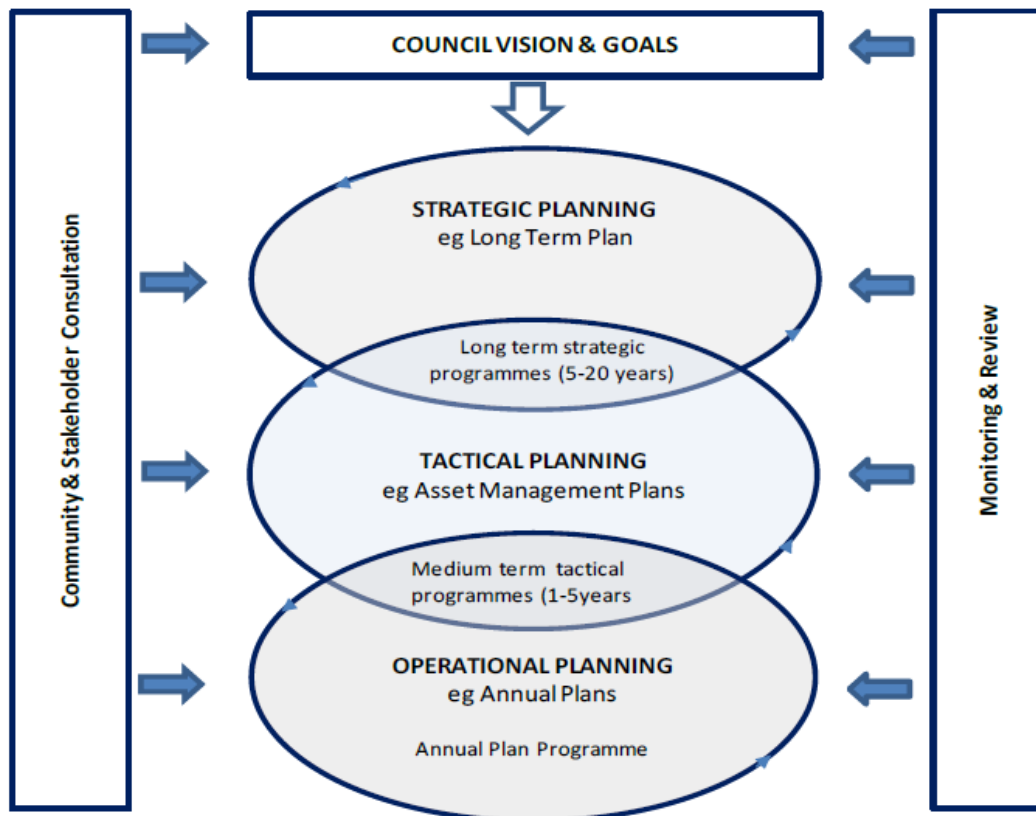 COUNCIL VISION & GOALS
Community & Stakeholder Consultation
STRATEGIC PLANNING
eg Long Term Plan
Long term strategic
programmes (5-20 years)
TACTICAL PLANNING
eg Asset Management Plans
Medium term tactical
programmes (1-5years
OPERATIONAL PLANNING
eg Annual Plans
Annual Plan Programme
Monitoring & Review